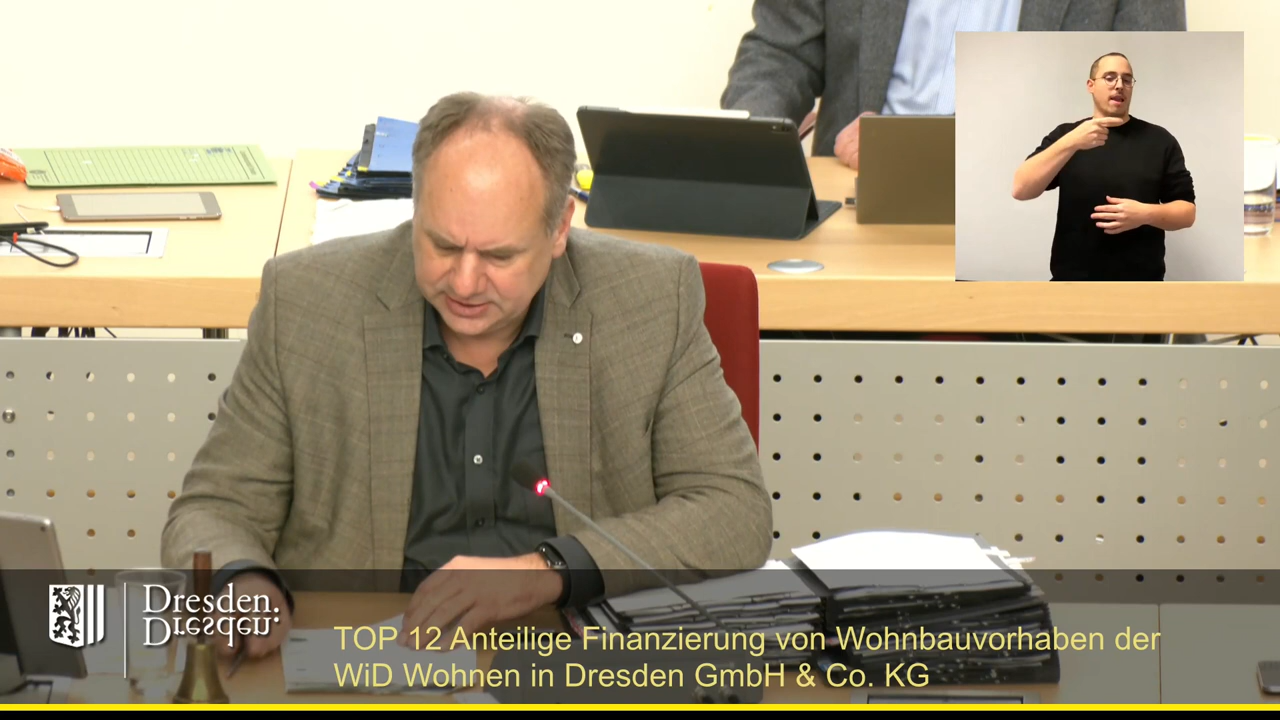 Dresden.
Dresden.
TOP 12 Anteilige Finanzierung von Wohnbauvorhaben der
WiD Wohnen in Dresden GmbH & Co. KG